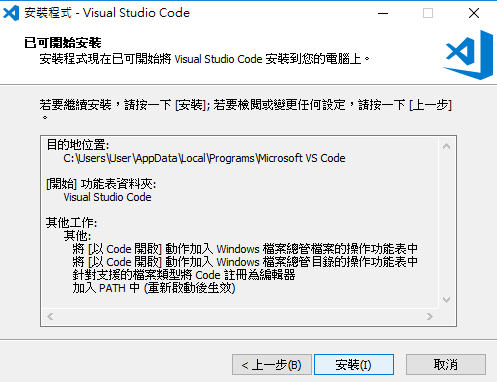 安裝程式 - Visual Studio Code
已可開始安裝
安裝程式現在已可開始將 Visual Studio Code 安裝到您的電腦上。
若要繼續安裝，請按一下 [安裝]; 若要檢閱或變更任何設定，請按一下 [上一步]
。
目的地位置:
C:\Users\User\AppData\Local\Programs\Microsoft VS Code
[開始] 功能表資料夾:
Visual Studio Code
其他工作:
其他:
將 [以 Code 開啟] 動作加入 Windows 檔案總管檔案的操作功能表中
將 [以 Code 開啟] 動作加入 Windows 檔案總管目錄的操作功能表中
針對支援的檔案類型將 Code 註冊為編輯器
加入 PATH 中 (重新啟動後生效)
< 上一步(B)
安裝(I)
取消